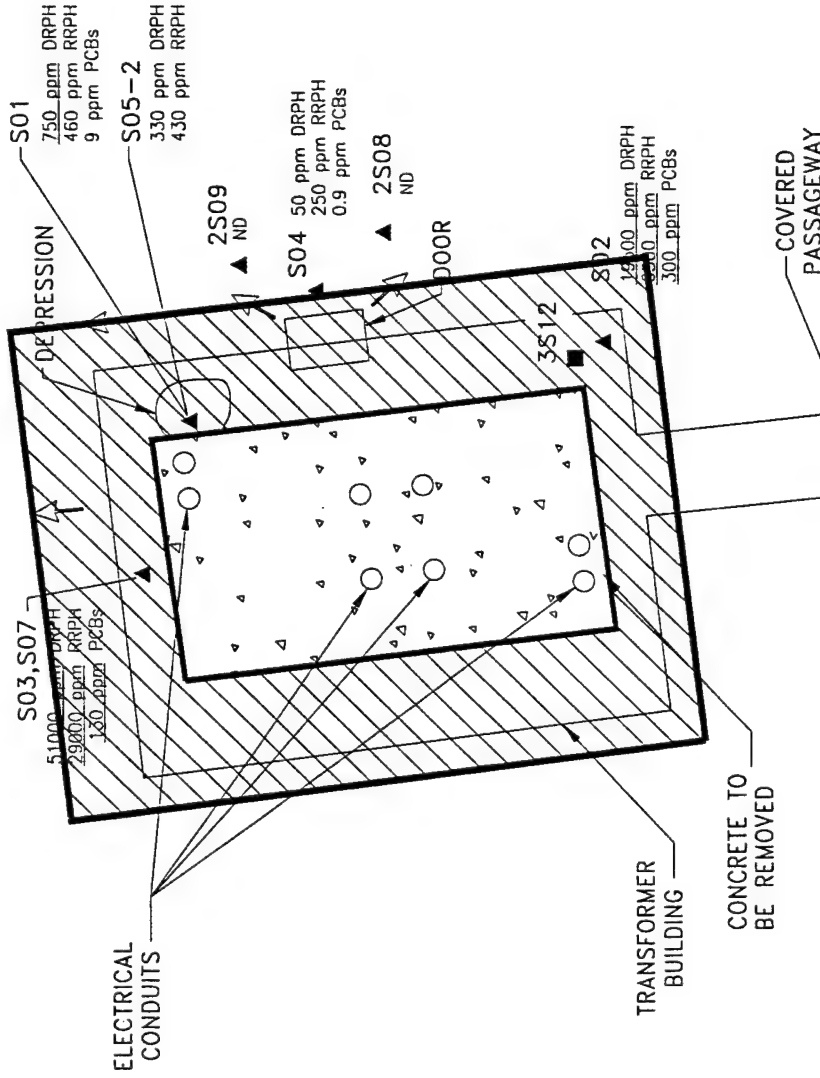 S01
750 ppm DRPH
460 ppm RRPH
9 ppm PCBs
S05-2
330 ppm DRPH
430 ppm RRPH
DEPRESSION
2S09
ND
S04
50 ppm DRPH
250 ppm RRPH
0.9 ppm PCBs
2S08
ND
DOOR
S03,S07
51000 ppm DRPH
29000 ppm RRPH
130 ppm PCBs
3S12
S02
ppm DRPH
ppm RRPH
300 ppm PCBs
COVERED
PASSAGEWAY
ELECTRICAL
CONDUITS
TRANSFORMER
BUILDING
CONCRETE TO
BE REMOVED